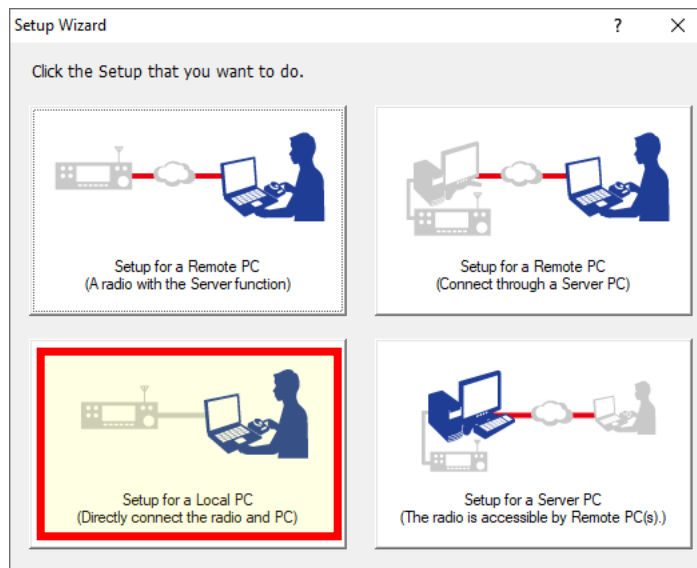 Setup Wizard
?
Click the Setup that you want to do.
Setup for a Remote PC
(A radio with the Server function)
Setup for a Remote PC
(Connect through a Server PC)
Setup for a Local PC
(Directly connect the radio and PC)
Setup for a Server PC
(The radio is accessible by Remote PC(s).)